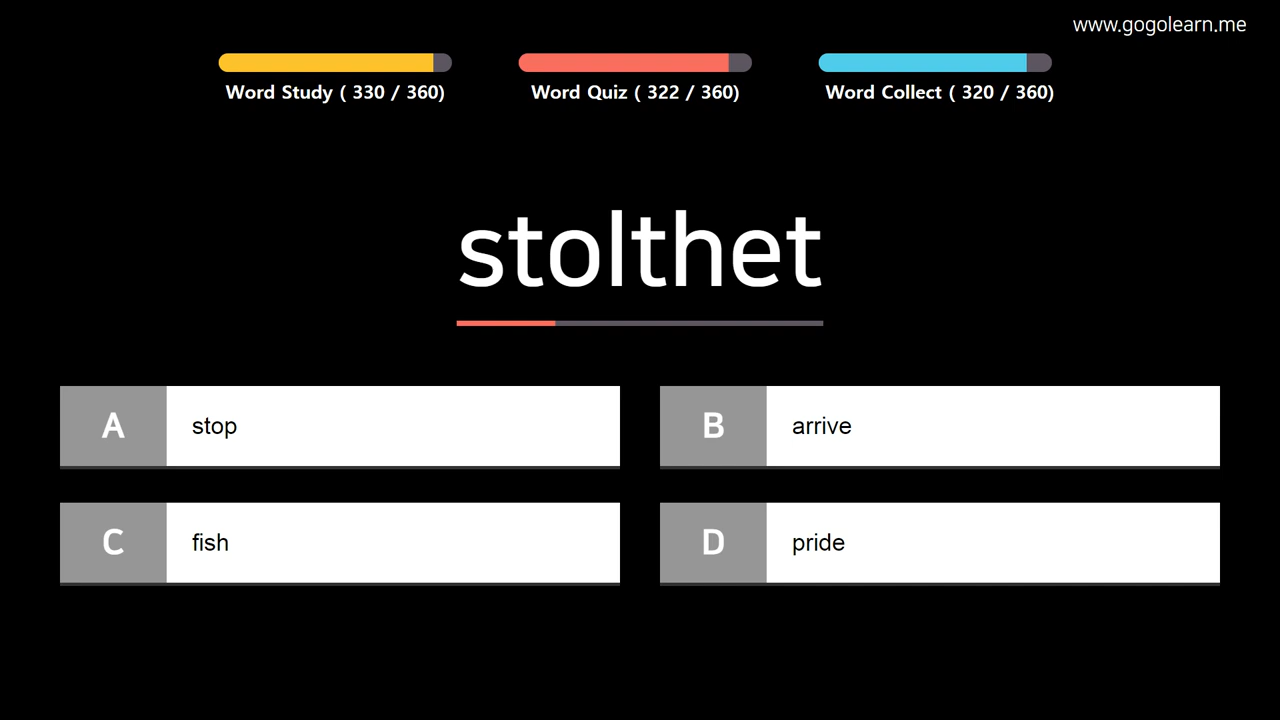 www.gogolearn.me
Word Study ( 330 / 360)
Word Quiz ( 322 / 360)
Word Collect ( 320 / 360)
stolthet
A stop
B arrive
C fish
D pride